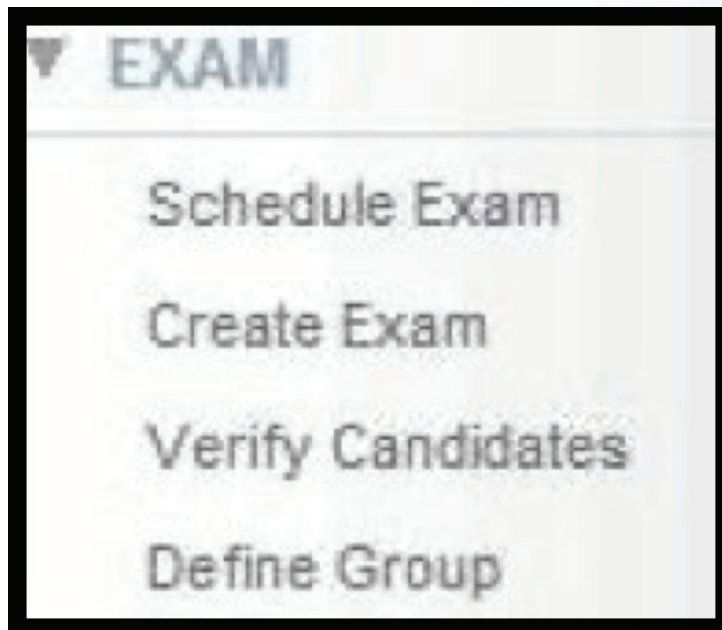 EXAM
Schedule Exam
Create Exam
Verify Candidates
Define Group